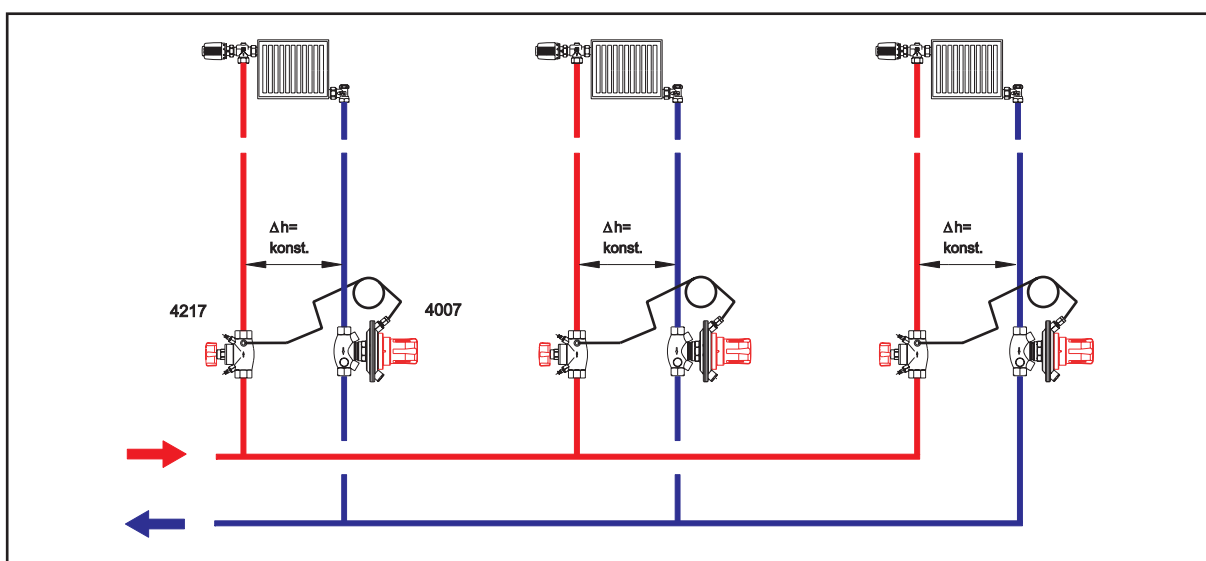 Δh=
konst.
Δh=
konst.
Δh=
konst.
4217
4007